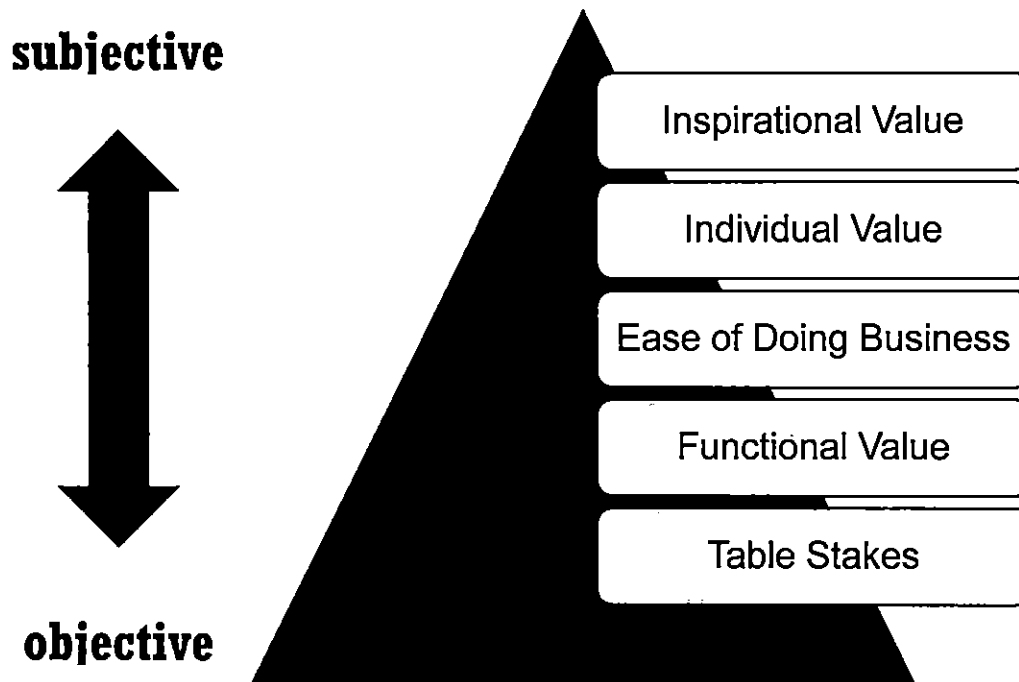 subjective
Inspirational Value
Individual Value
Ease of Doing Business
Functional Value
Table Stakes
objective